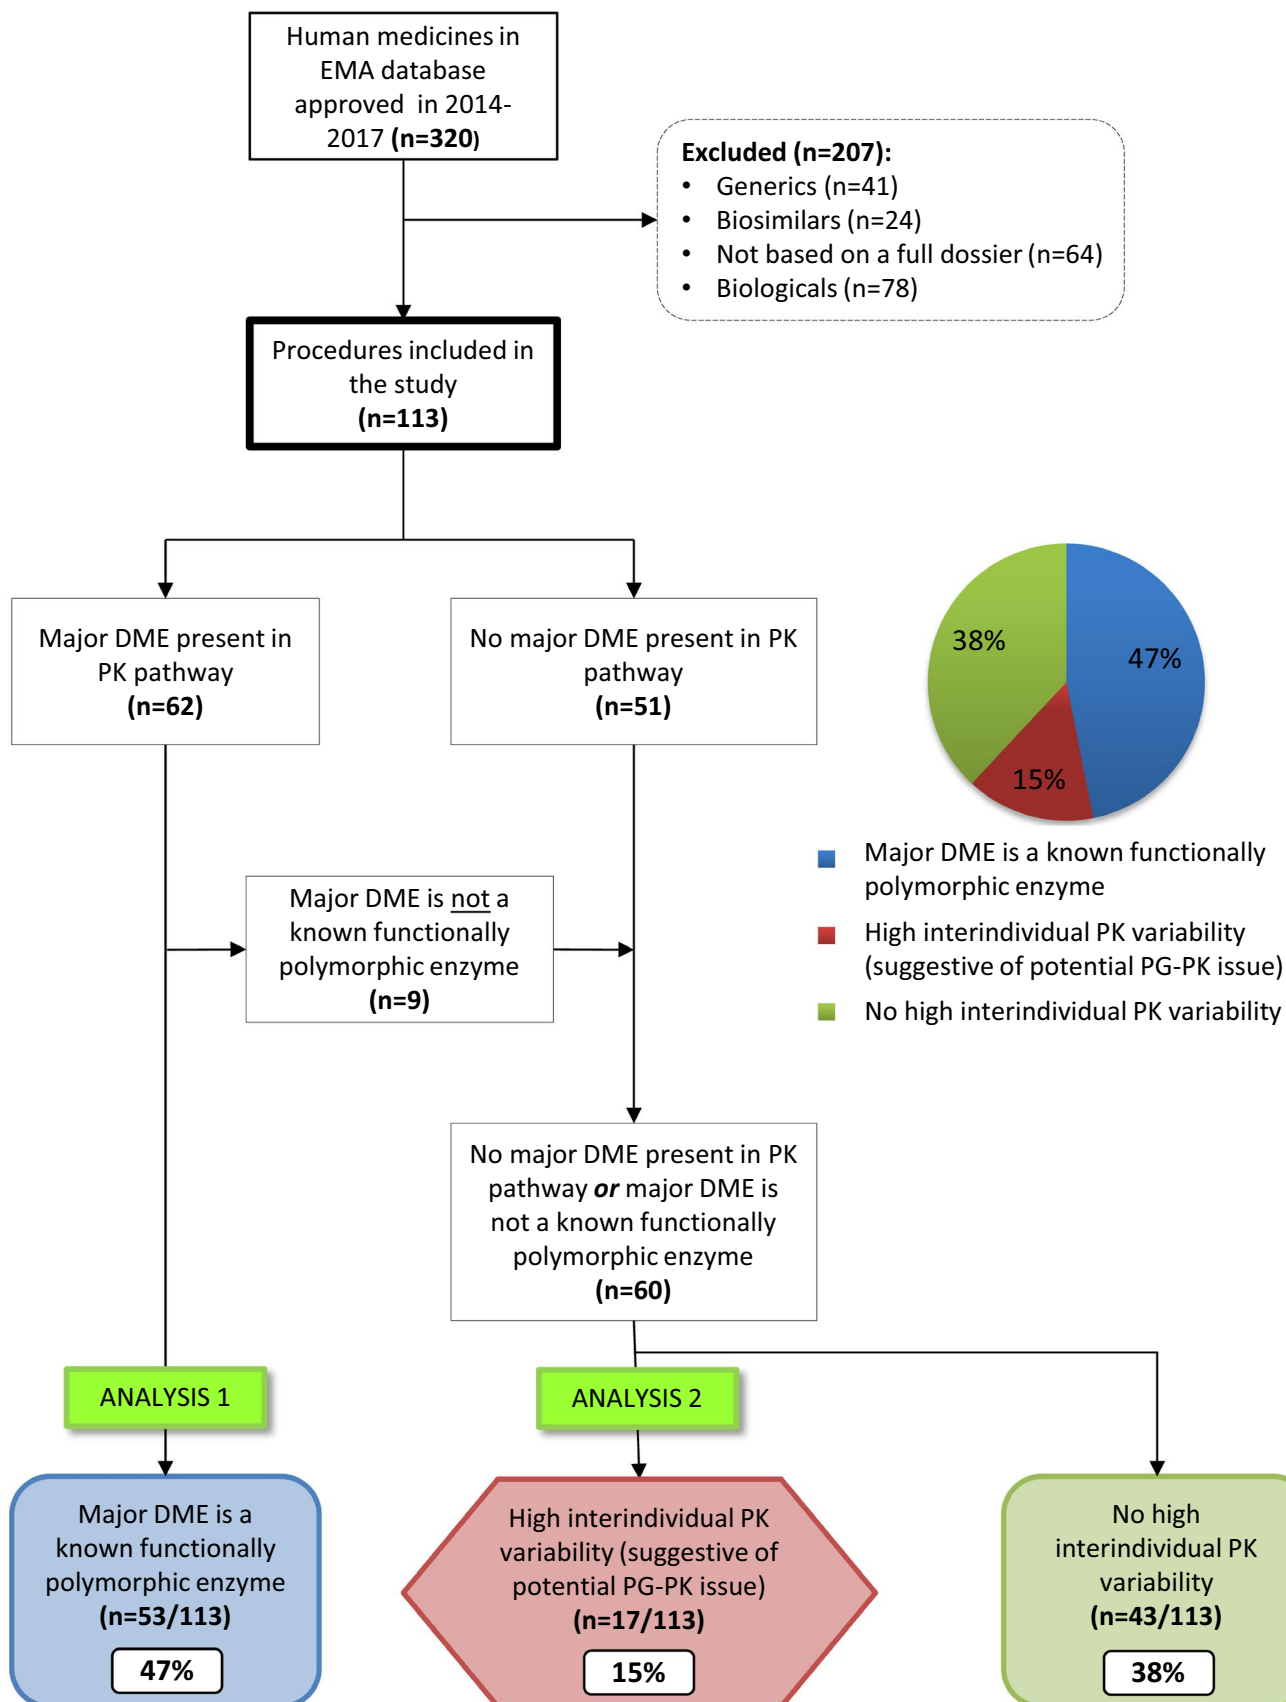 Human medicines in
EMA database
approved in 2014-
2017 (n=320)
Excluded (n=207):
• Generics (n=41)
• Biosimilars (n=24)
• Not based on a full dossier (n=64)
• Biologicals (n=78)
Procedures included in
the study
(n=113)
Major DME present in
PK pathway
(n=62)
No major DME present in PK
pathway
(n=51)
38%
47%
15%
Major DME is a known functionally
polymorphic enzyme
High interindividual PK variability
(suggestive of potential PG-PK issue)
No high interindividual PK variability
Major DME is not a
known functionally
polymorphic enzyme
(n=9)
No major DME present in PK
pathway or major DME is
not a known functionally
polymorphic enzyme
(n=60)
ANALYSIS 1
ANALYSIS 2
Major DME is a
known functionally
polymorphic enzyme
(n=53/113)
47%
High interindividual PK
variability (suggestive of
potential PG-PK issue)
(n=17/113)
15%
No high
interindividual PK
variability
(n=43/113)
38%